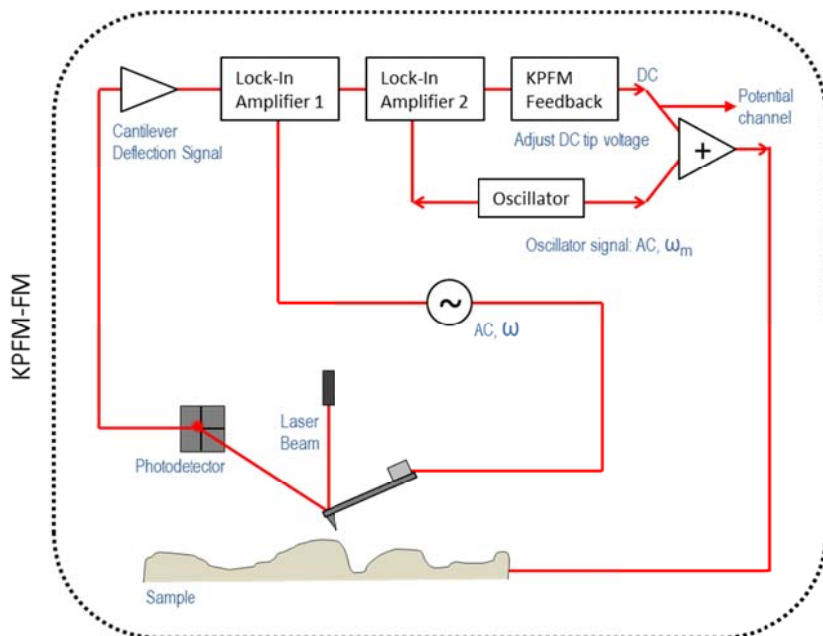 KPFM-FM
Cantilever
Deflection Signal
Lock-In
Amplifier 1
Lock-In
Amplifier 2
KPFM
Feedback
DC
Potential
channel
Adjust DC tip voltage
+
Oscillator
Oscillator signal: AC, ωm
~
AC, ω
Laser
Beam
Photodetector
Sample